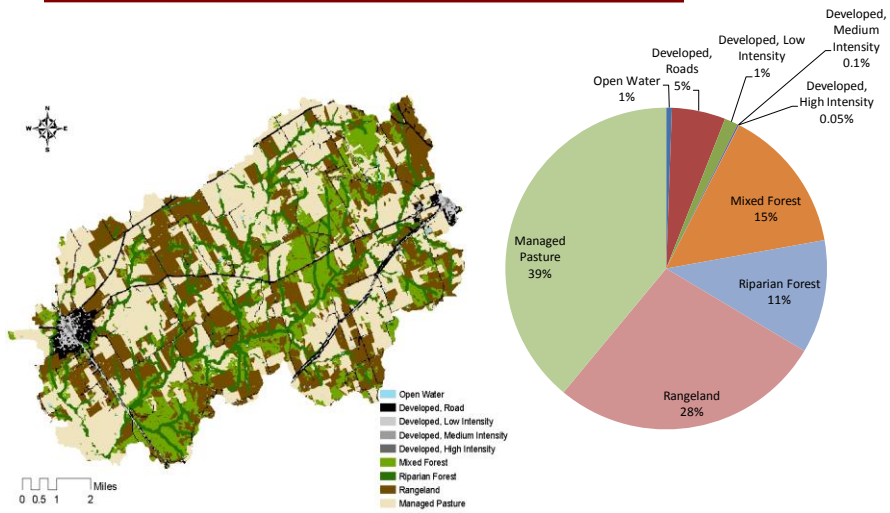 N
W
E
S
Open Water
Developed, Road
Developed, Low Intensity
Developed, Medium Intensity
Developed, High Intensity
Mixed Forest
Riparian Forest
Rangeland
Managed Pasture
Miles
0 0.5 1 2
Open Water
1%
Developed,
Roads
5%
Developed, Low
Intensity
1%
Developed,
Medium
Intensity
0.1%
Developed,
High Intensity
0.05%
Mixed Forest
15%
Riparian Forest
11%
Rangeland
28%
Managed
Pasture
39%